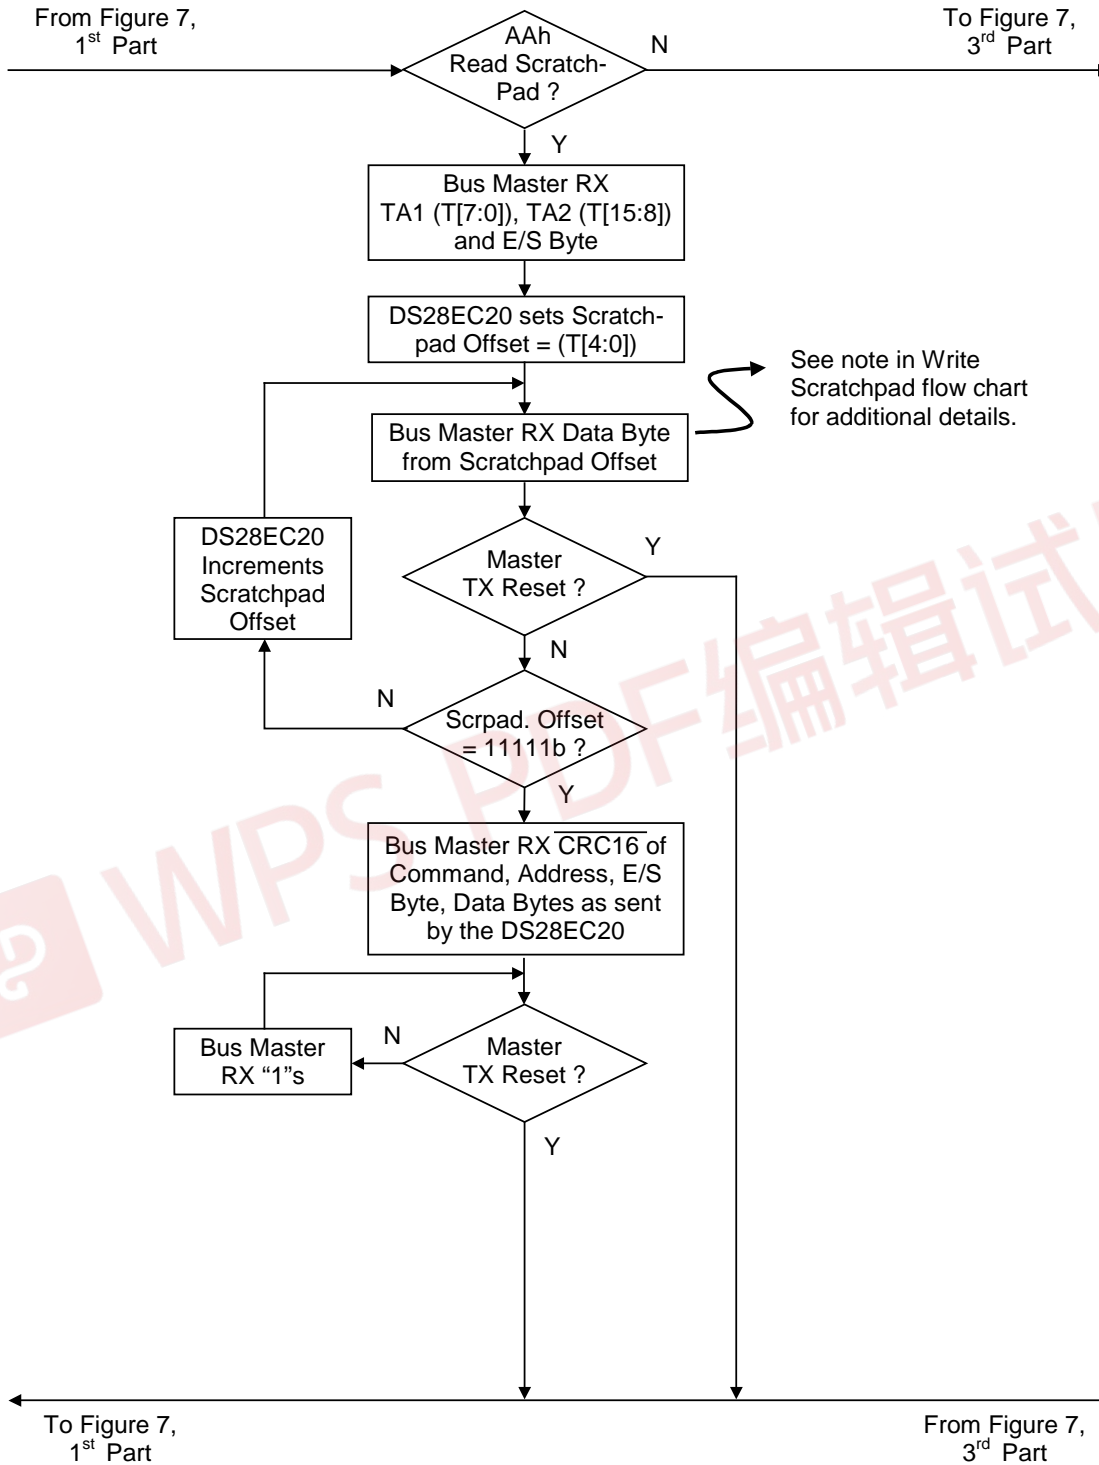 From Figure 7,
1st Part
To Figure 7,
3rd Part
AAh
Read Scratch-
Pad ?
N
Y
Bus Master RX
TA1 (T[7:0]), TA2 (T[15:8])
and E/S Byte
DS28EC20 sets Scratch-
pad Offset = (T[4:0])
See note in Write
Scratchpad flow chart
for additional details.
Bus Master RX Data Byte
from Scratchpad Offset
DS28EC20
Increments
Scratchpad
Offset
Master
TX Reset ?
Y
N
N
Scrpad. Offset
= 11111b ?
Y
Bus Master RX CRC16 of
Command, Address, E/S
Byte, Data Bytes as sent
by the DS28EC20
Bus Master
RX “1”s
N
Master
TX Reset ?
Y
To Figure 7,
1st Part
From Figure 7,
3rd Part
WPS PDF编辑试